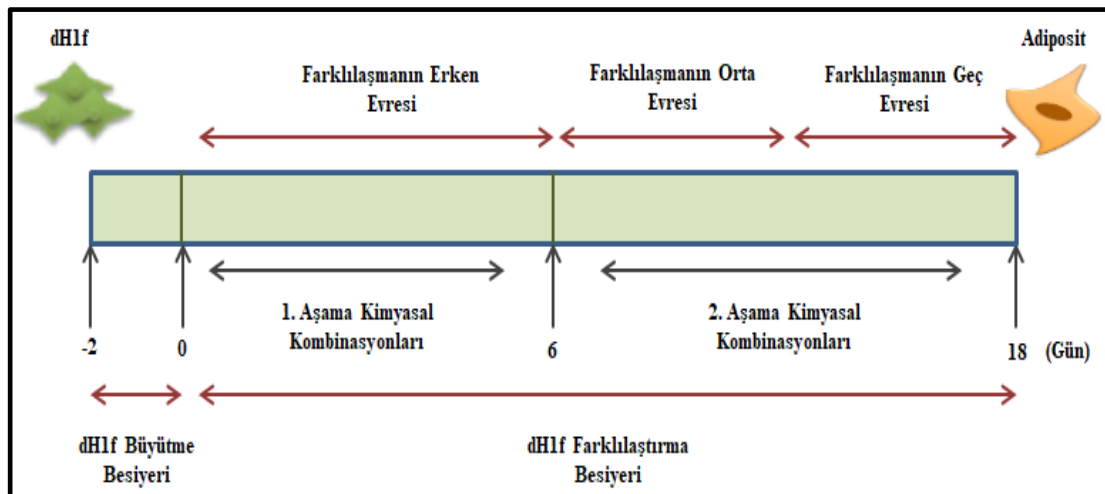 dH1f
Adiposit
Farklılaşmanın Erken
Evresi
Farklılaşmanın Orta
Evresi
Farklılaşmanın Geç
Evresi
1. Aşama Kimyasal
Kombinasyonları
2. Aşama Kimyasal
Kombinasyonları
-2
0
6
18
(Gün)
dH1f Büyütme
Besiyeri
dH1f Farklılaştırma
Besiyeri